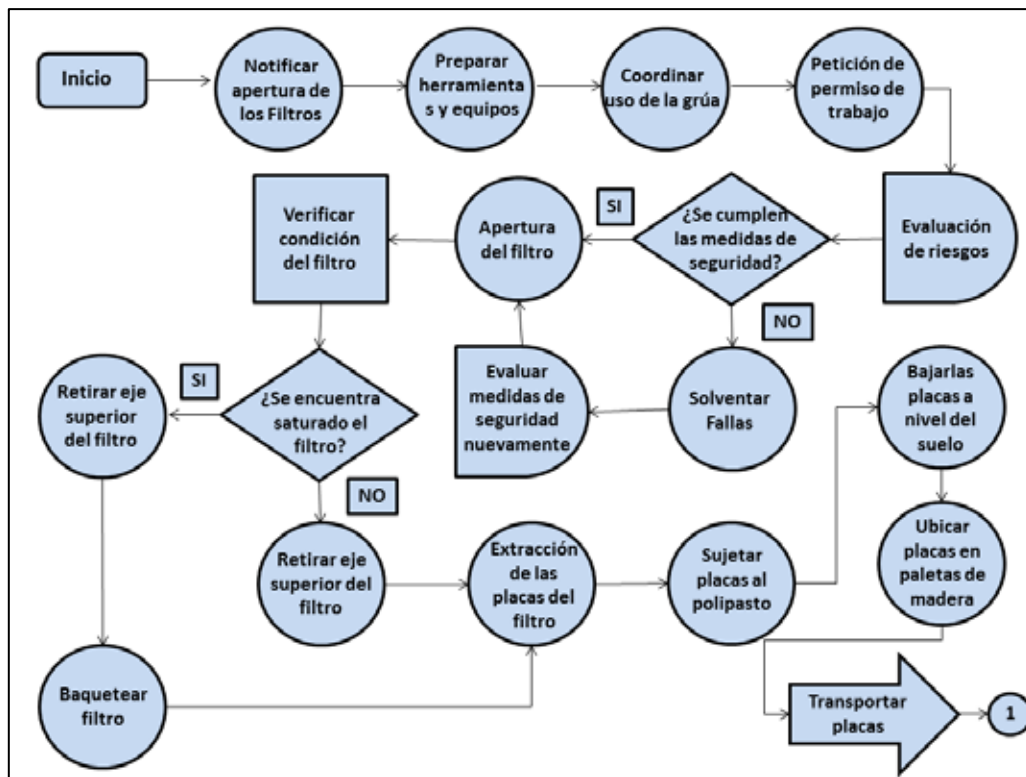 Inicio
Notificar
apertura de
los Filtros
Preparar
herramienta
s y equipos
Coordinar
uso de la grúa
Petición de
permiso de
trabajo
Evaluación
de riesgos
¿Se cumplen
las medidas de
seguridad?
SI
NO
Apertura
del filtro
Verificar
condición
del filtro
Solventar
Fallas
Evaluar
medidas de
seguridad
nuevamente
¿Se encuentra
saturado el
filtro?
SI
NO
Retirar eje
superior
del filtro
Baquetear
filtro
Retirar eje
superior del
filtro
Extracción
de las
placas del
filtro
Sujetar
placas al
polipasto
Bajarlas
placas a
nivel del
suelo
Ubicar
placas en
paletas de
madera
Transportar
placas
1